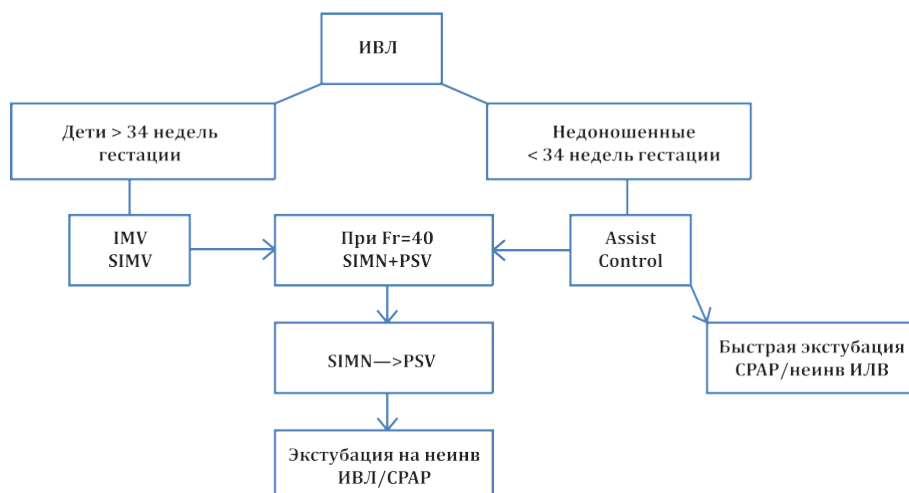 ИВЛ
Дети > 34 недель
гестации
Недоношенные
< 34 недель гестации
IMV
SIMV
При Fr=40
SIMN+PSV
Assist
Control
SIMN—>PSV
Быстрая экстубация
CPAP/неинв ИЛВ
Экстубация на неинв
ИВЛ/CPAP